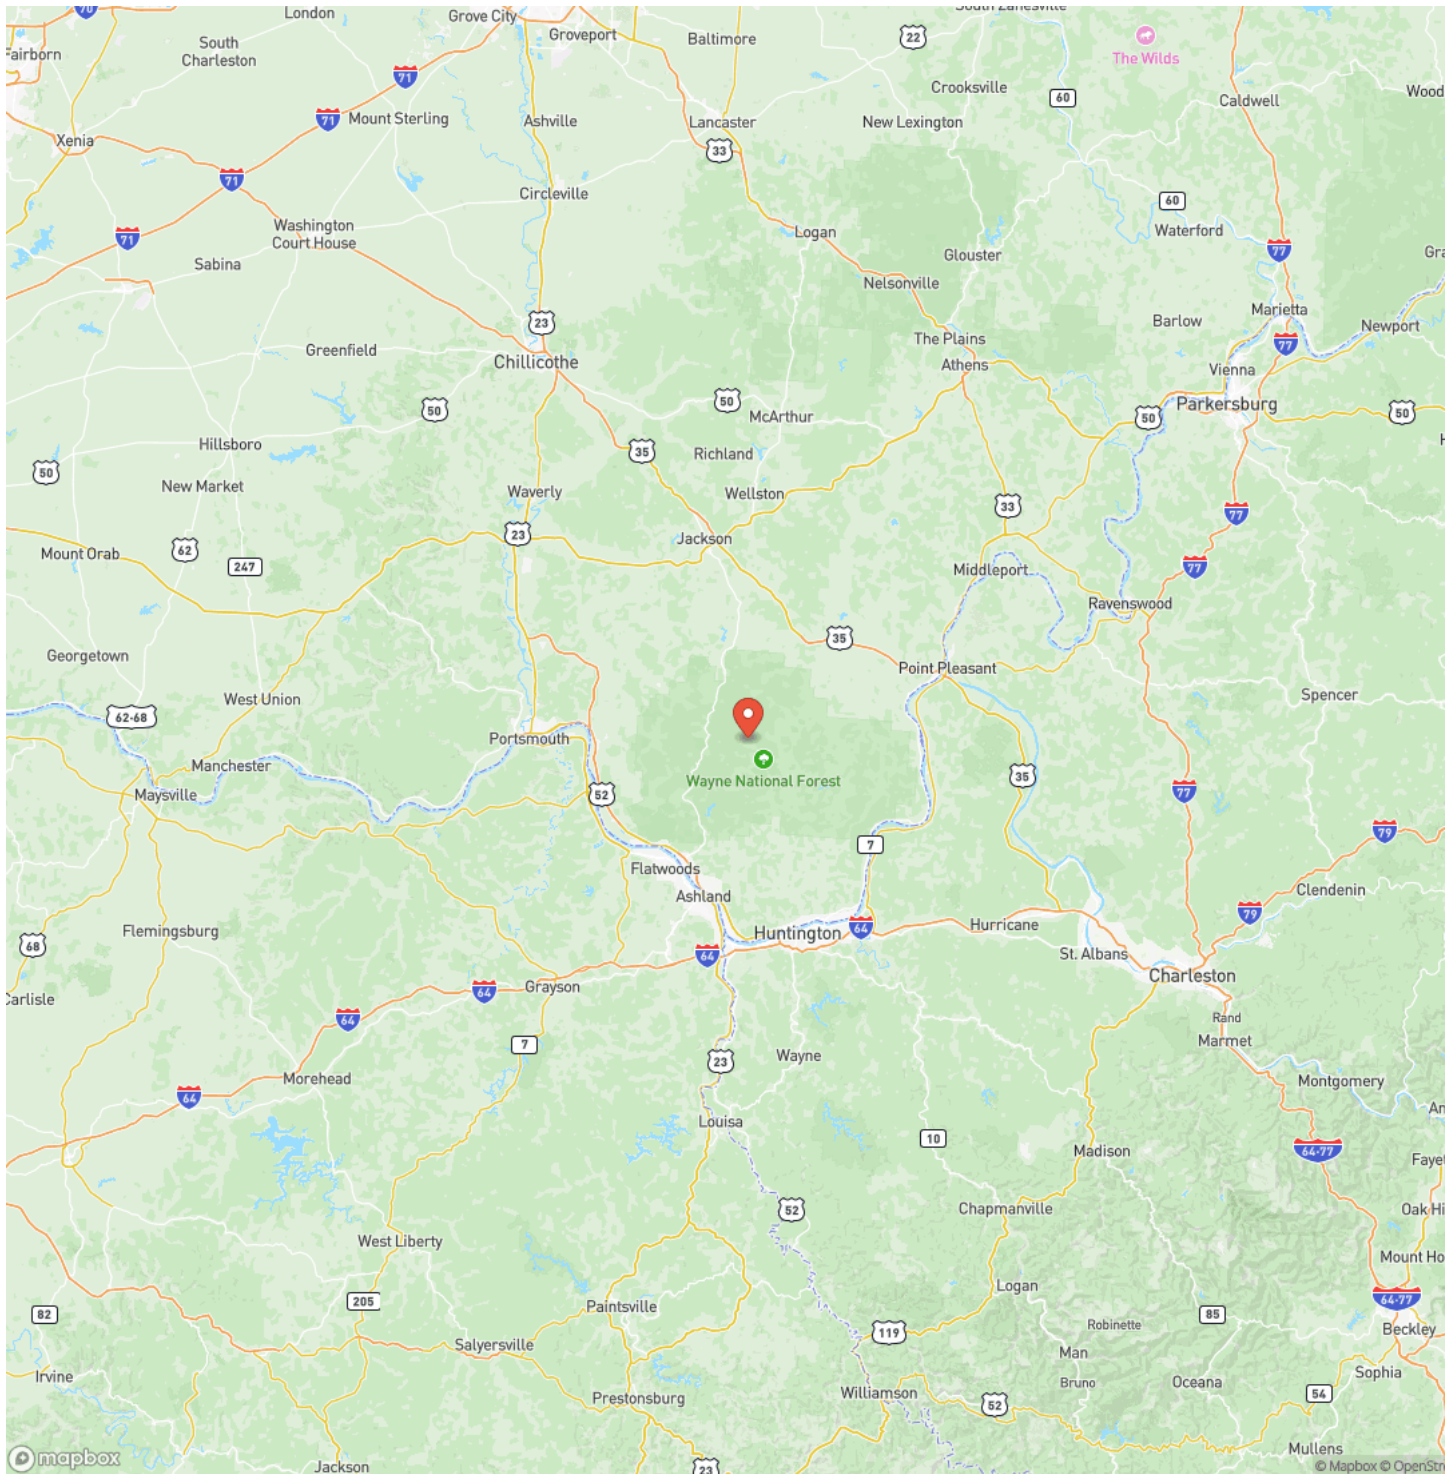 70
London
Grove City
South Zanesville
Groveport
Baltimore
22
The Wilds
Fairborn
South
Charleston
71
Crooksville
60
Caldwell
Wood
71
Mount Sterling
Ashville
Lancaster
New Lexington
Xenia
33
71
Circleville
60
Washington
Court House
71
Logan
Waterford
77
Sabina
Glouster
Gra
Nelsonville
23
Marietta
Barlow
Newport
Greenfield
The Plains
77
Chillicothe
Athens
Vienna
50
50
Parkersburg
50
50
McArthur
Hillsboro
H
50
35
Richland
New Market
Waverly
Wellston
33
77
23
Jackson
Mount Orab
62
247
Middleport
77
Ravenswood
35
Georgetown
Point Pleasant
West Union
Spencer
62-68
Portsmouth
Manchester
Wayne National Forest
35
Maysville
52
77
79
7
Flatwoods
Ashland
Clendenin
79
68
Flemingsburg
Huntington
64
Hurricane
64
St. Albans
Charleston
Carlisle
64
Grayson
64
Rand
7
Marmet
23
Wayne
Morehead
Montgomery
64
An
Louisa
10
Madison
64-77
Faye
52
Chapmanville
Oak Hi
West Liberty
Mount Ho
Logan
205
Paintsville
64-77
82
85
Robinette
119
Beckley
Salyersville
Man
Irvine
Bruno
Oceana
Sophia
Prestonsburg
Williamson
54
52
Mullens
mapbox
Jackson
23
© Mapbox © OpenStre